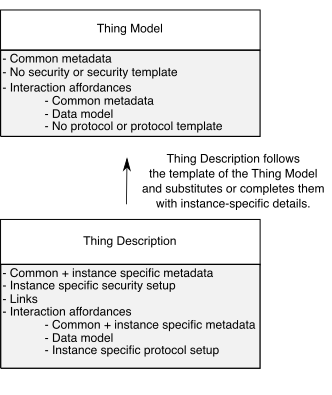 Thing Model
- Common metadata
- No security or security template
- Interaction affordances
- Common metadata
- Data model
- No protocol or protocol template
Thing Description follows
the template of the Thing Model
and substitutes or completes them
with instance-specific details.
Thing Description
- Common + instance specific metadata
- Instance specific security setup
- Links
- Interaction affordances
- Common + instance specific metadata
- Data model
- Instance specific protocol setup